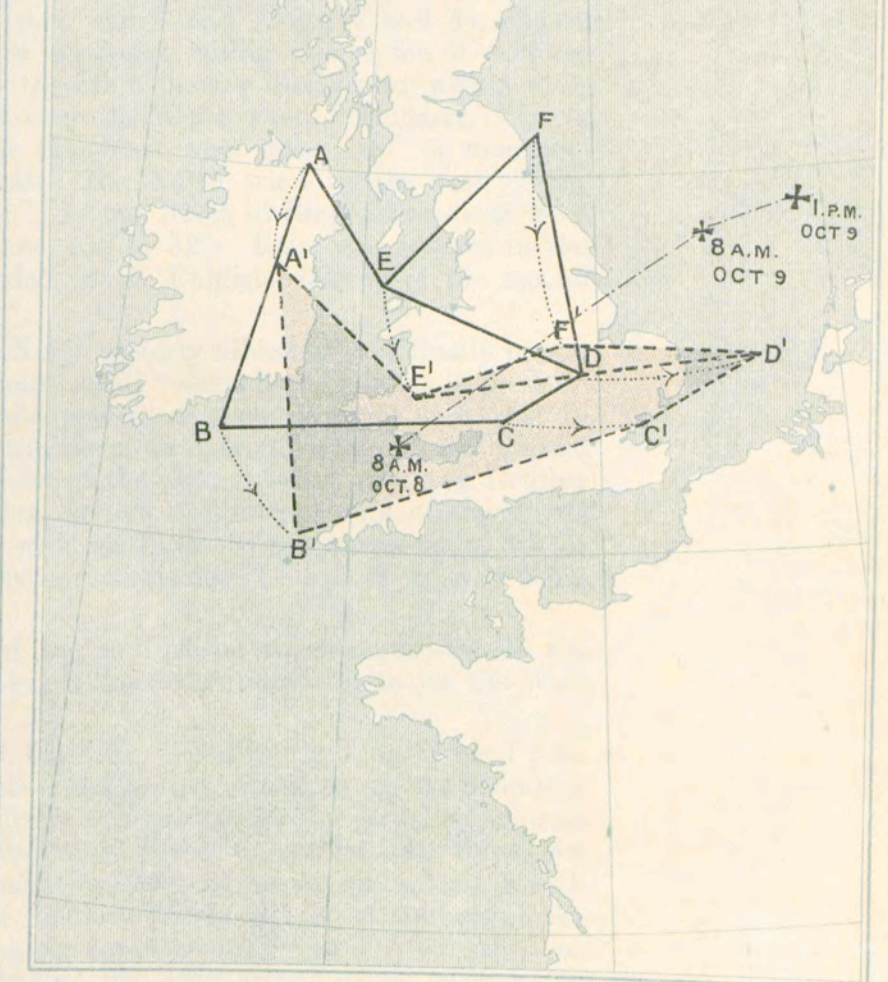 F
A
1.P.M.
OCT 9
8 A.M.
OCT 9
A'
E
F'
D'
D
E'
B
C
C'
8 A.M.
OCT. 8
B'